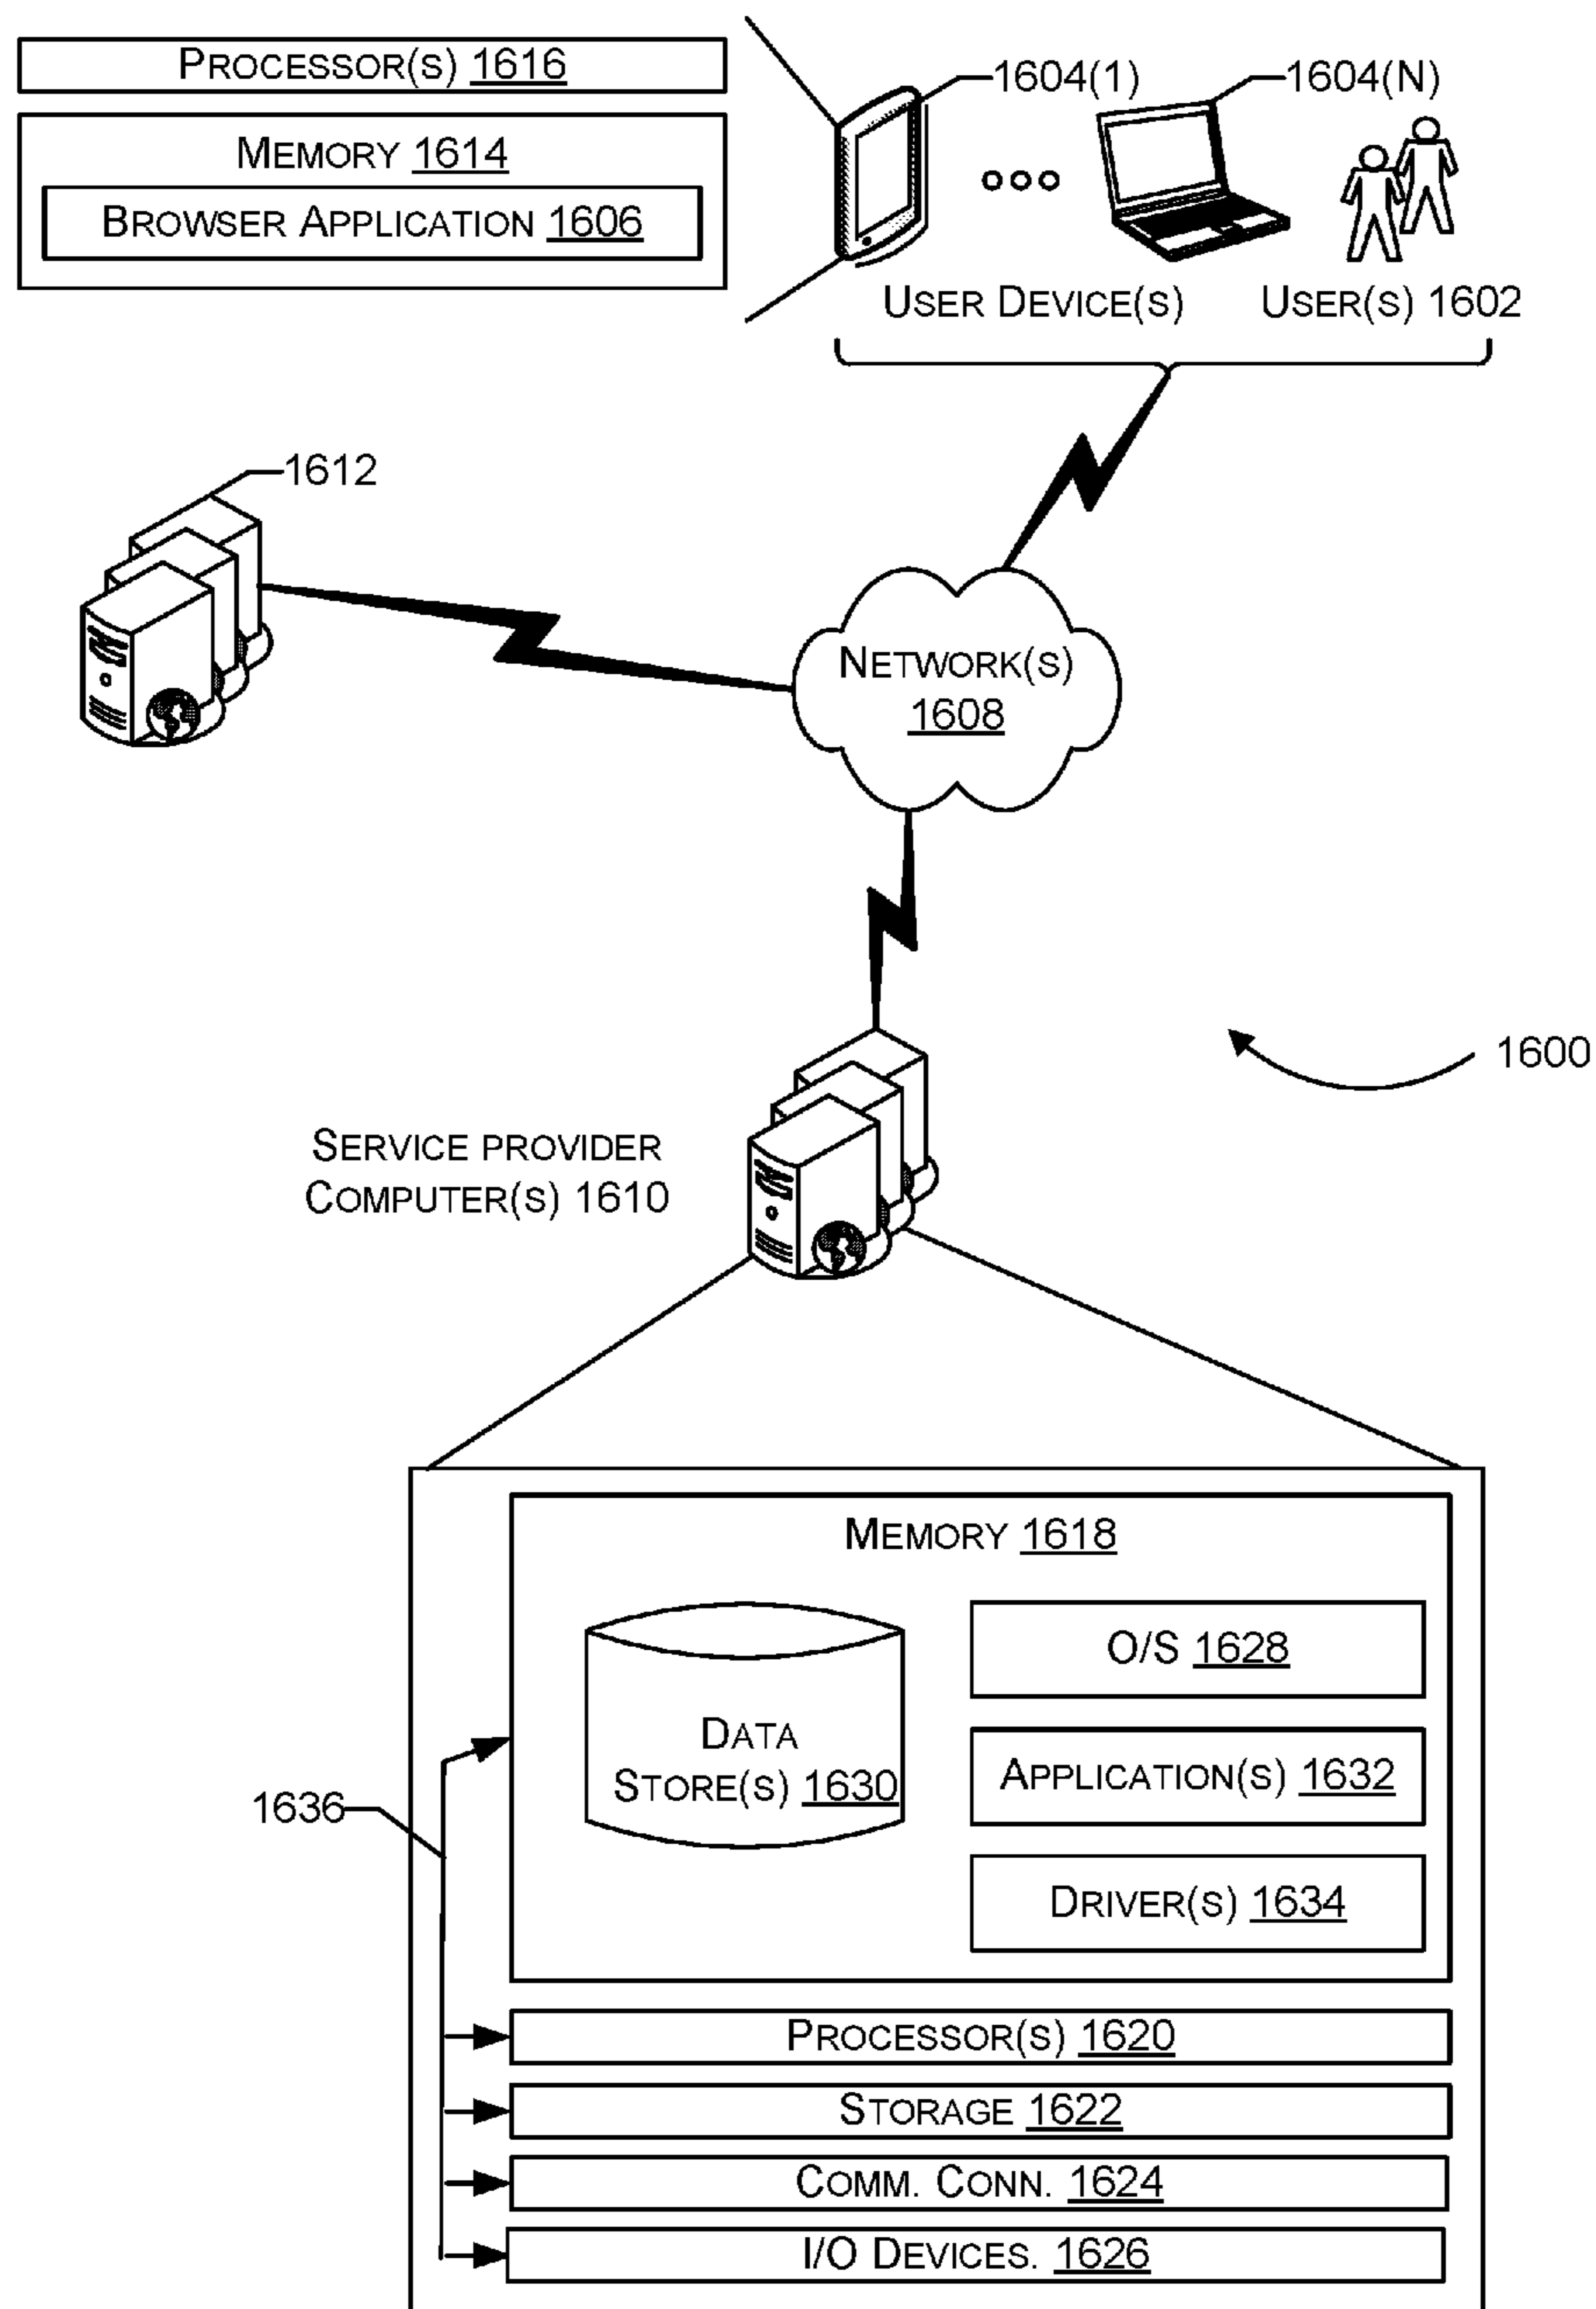 PROCESSOR(S) 1616
MEMORY 1614
BROWSER APPLICATION 1606
1604(1)
1604(N)
USER DEVICE(S)
USER(S) 1602
1612
NETWORK(S)
1608
1600
SERVICE PROVIDER
COMPUTER(S) 1610
MEMORY 1618
DATA
STORE(S) 1630
O/S 1628
APPLICATION(S) 1632
DRIVER(S) 1634
1636
PROCESSOR(S) 1620
STORAGE 1622
COMM. CONN. 1624
I/O DEVICES. 1626